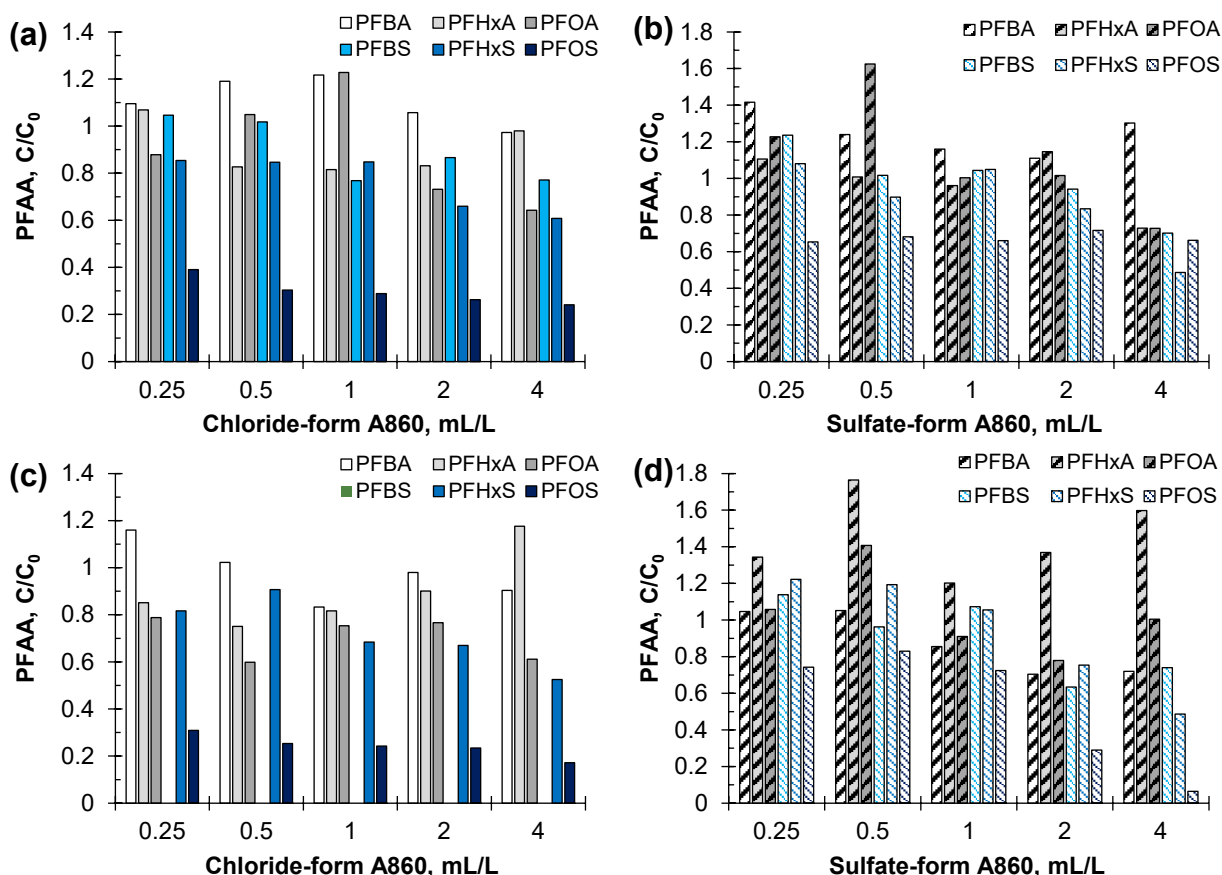 (a)
PFBA PFHxA PFOA
PFBS PFHxS PFOS
PFAA, C/C₀
1.4
1.2
1
0.8
0.6
0.4
0.2
0
0.25 0.5 1 2 4
Chloride-form A860, mL/L
(b)
PFBA PFHxA PFOA
PFBS PFHxS PFOS
PFAA, C/C₀
1.8
1.6
1.4
1.2
1
0.8
0.6
0.4
0.2
0
0.25 0.5 1 2 4
Sulfate-form A860, mL/L
(c)
PFBA PFHxA PFOA
PFBS PFHxS PFOS
PFAA, C/C₀
1.4
1.2
1
0.8
0.6
0.4
0.2
0
0.25 0.5 1 2 4
Chloride-form A860, mL/L
(d)
PFBA PFHxA PFOA
PFBS PFHxS PFOS
PFAA, C/C₀
1.8
1.6
1.4
1.2
1
0.8
0.6
0.4
0.2
0
0.25 0.5 1 2 4
Sulfate-form A860, mL/L